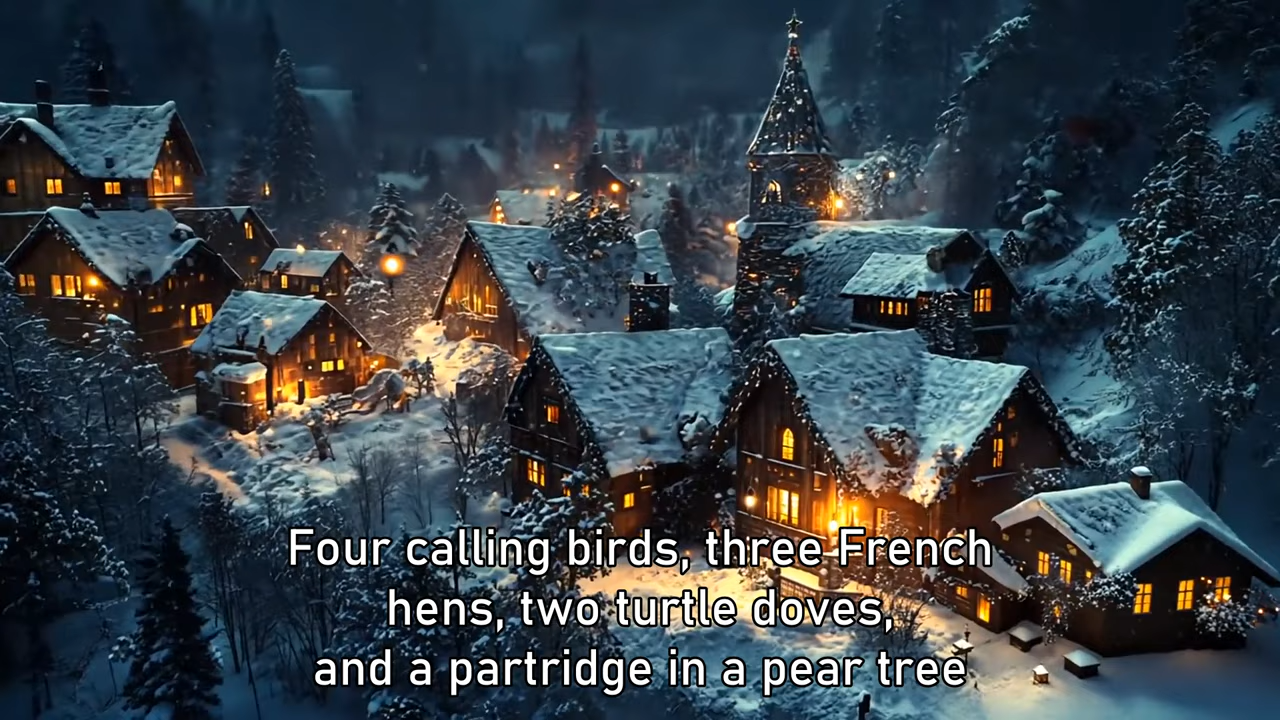 Four calling birds, three French
hens, two turtle doves,
and a partridge in a pear tree